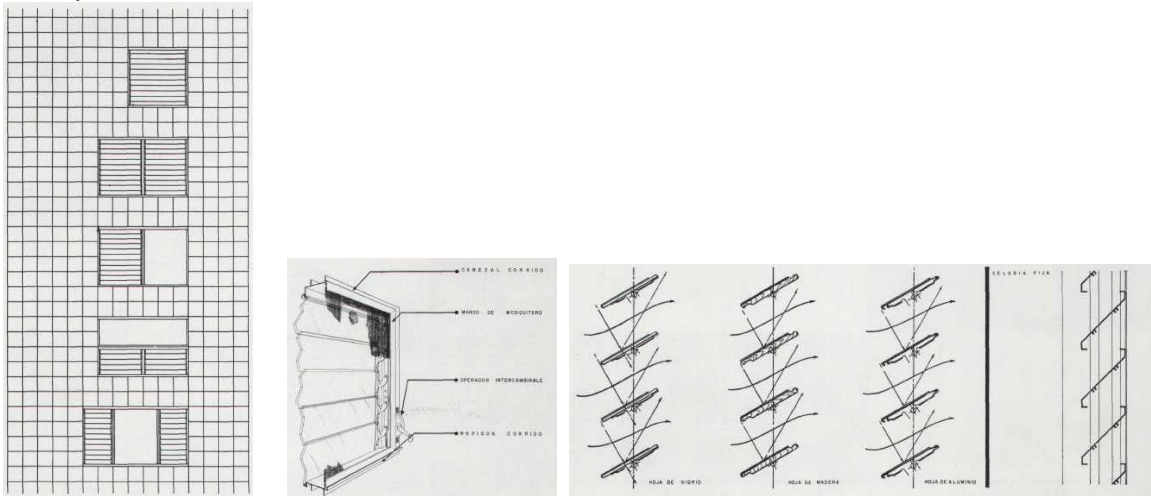 CABEZAL CORRIDO
MARCO DE MOSQUITERO
OPERADOR INTERCAMBIABLE
REPISON CORRIDO
CELOSIA FIJA
HOJA DE VIDRIO
HOJA DE MADERA
HOJA DE ALUMINIO